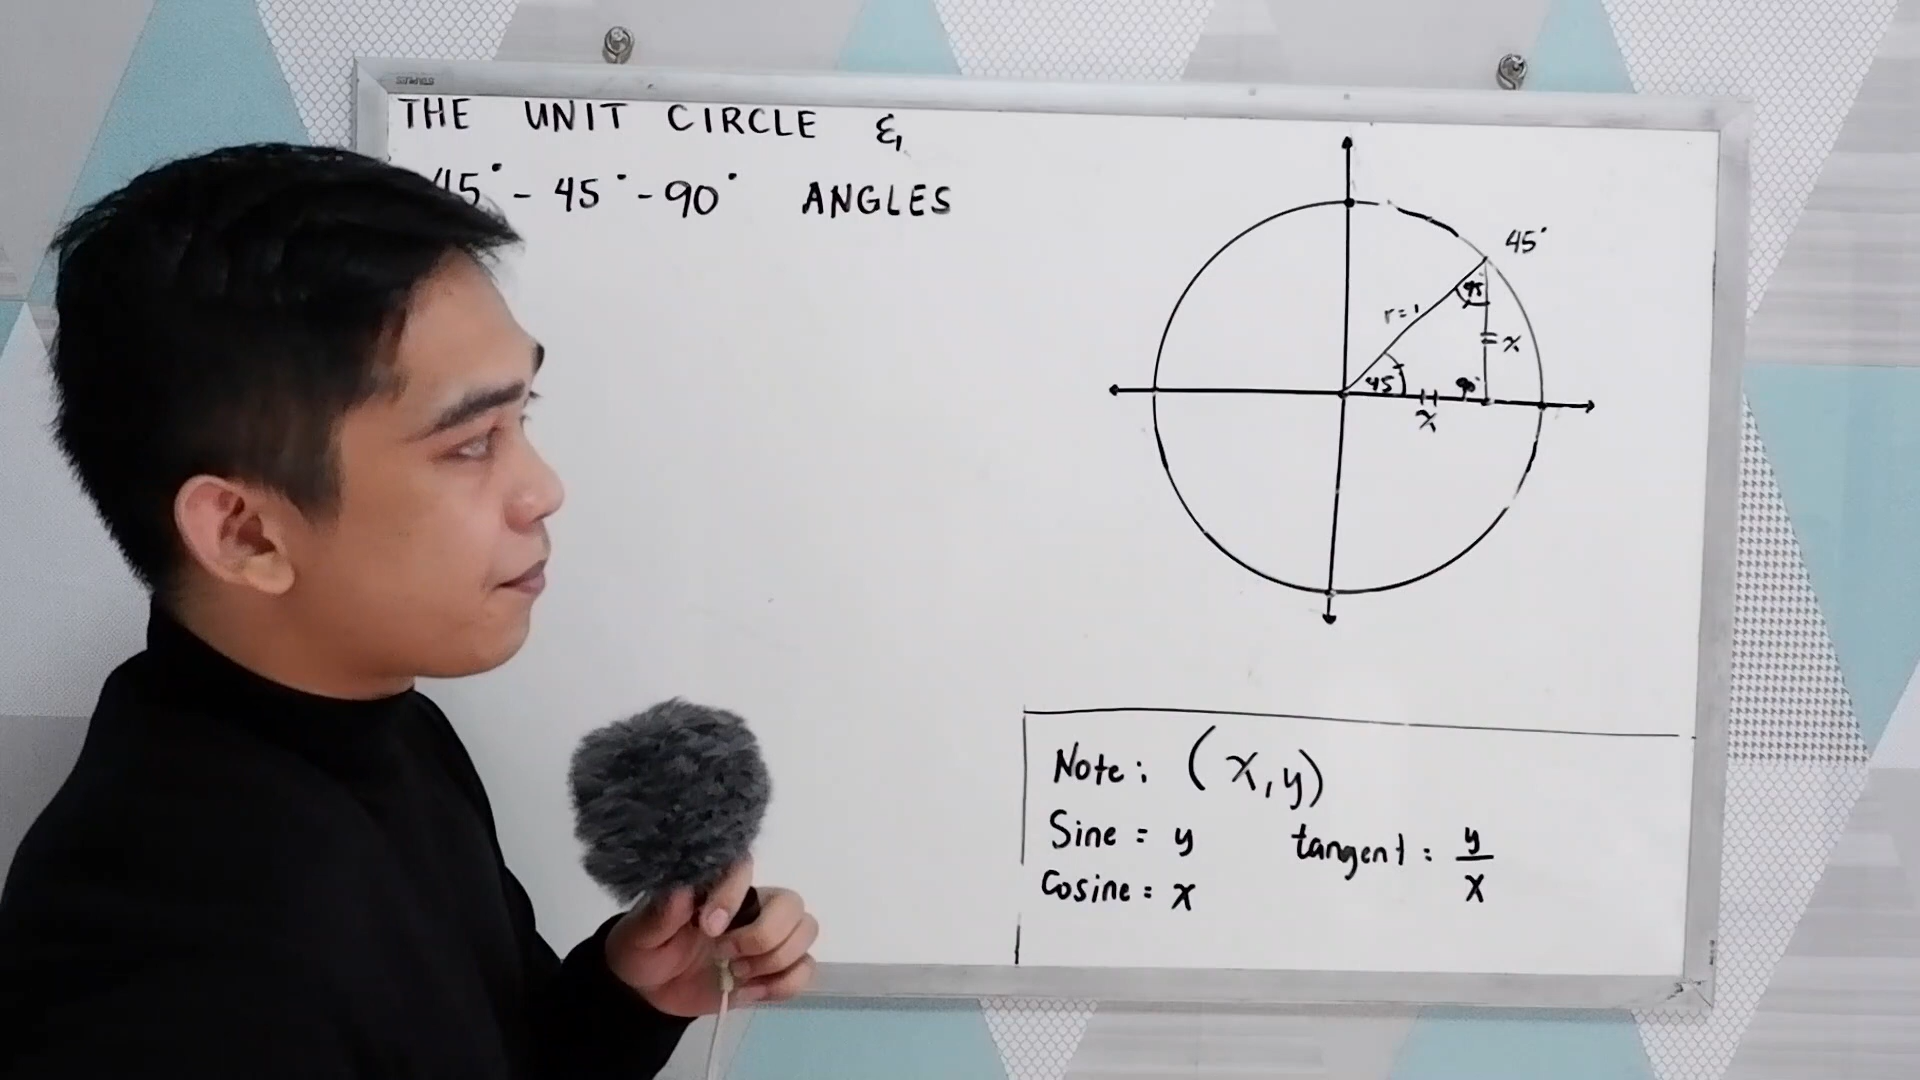 THE UNIT CIRCLE &
45° - 45° - 90° ANGLES
45°
45
r=1
x
45
90°
x
Note: (x,y)
Sine = y
tangent: y/x
Cosine = x